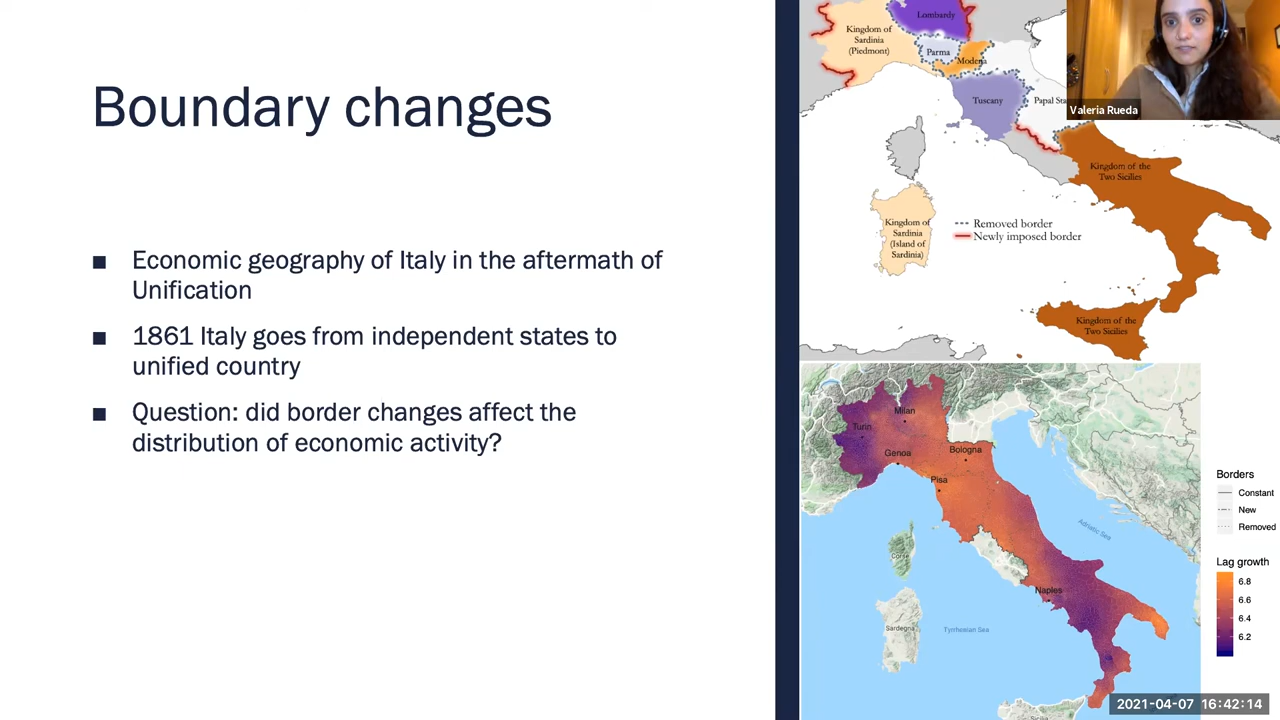 Boundary changes
Economic geography of Italy in the aftermath of
Unification
1861 Italy goes from independent states to
unified country
Question: did border changes affect the
distribution of economic activity?
Lombardy
Kingdom of
Sardinia
(Piedmont)
Parma
Modena
Tuscany
Papal Sta
Valeria Rueda
Kingdom of the
Two Sicilies
Kingdom of
Sardinia
(Island of
Sardinia)
Removed border
Newly imposed border
Kingdom of the
Two Sicilies
Milan
Turin
Genoa
Bologna
Pisa
Adriatic Sea
Corse
Naples
Sardegna
Tyrrhenian Sea
Sicilia
Borders
Constant
New
Removed
Lag growth
6.8
6.6
6.4
6.2
2021-04-07 16:42:14